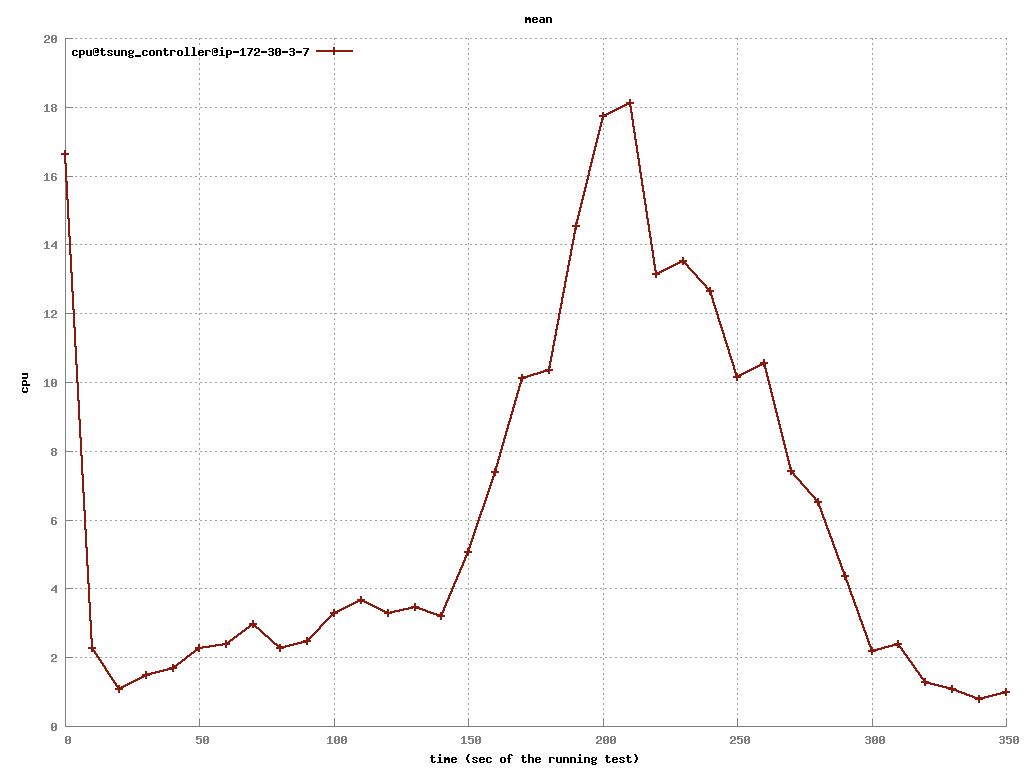 mean
cpu@tsung_controller@ip-172-30-3-7
20
18
16
14
12
10
8
6
4
2
0
cpu
0 50 100 150 200 250 300 350
time (sec of the running test)